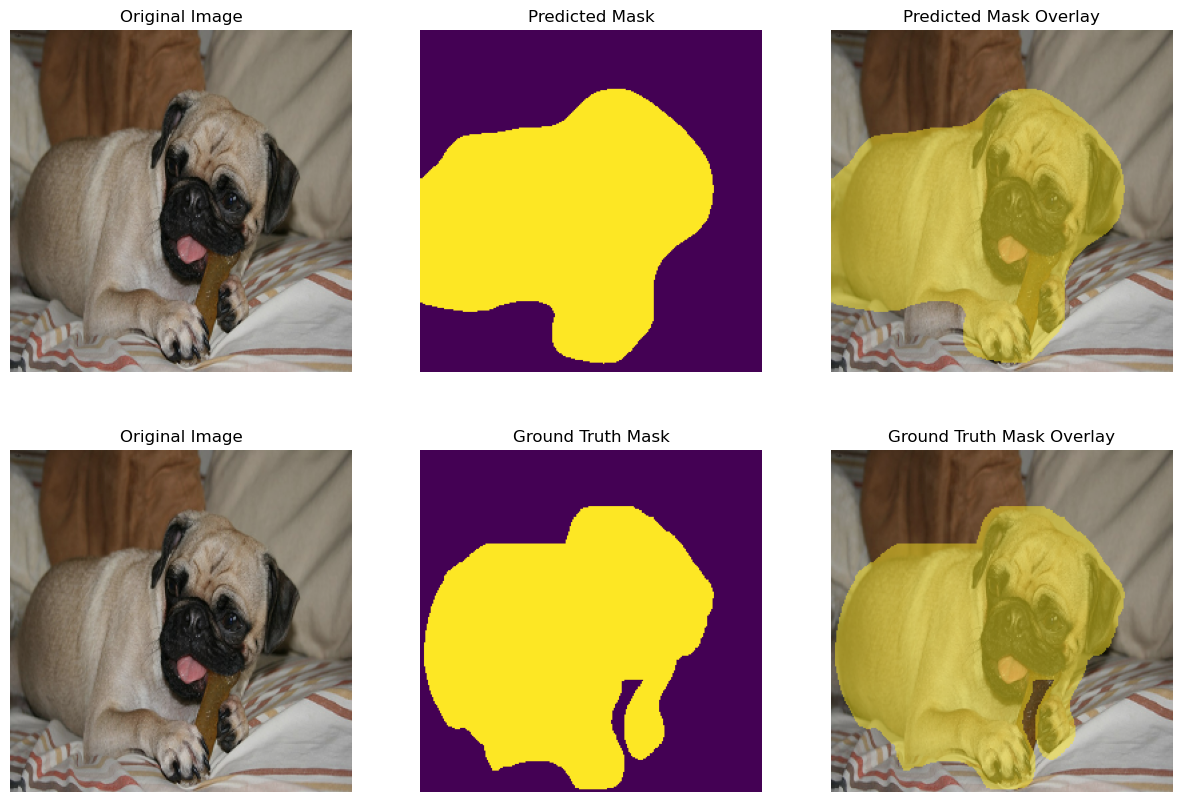 Original Image
Predicted Mask
Predicted Mask Overlay
Original Image
Ground Truth Mask
Ground Truth Mask Overlay